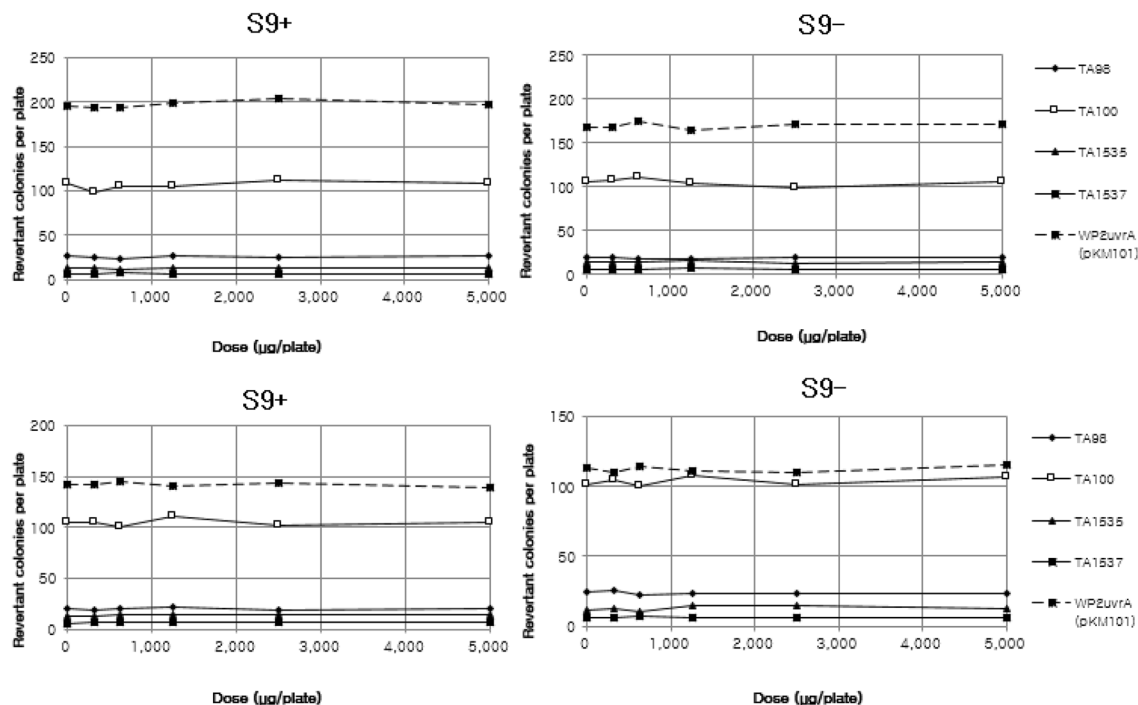 S9+
Revertant colonies per plate
250
200
150
100
50
0
0 1,000 2,000 3,000 4,000 5,000
Dose (μg/plate)
S9-
Revertant colonies per plate
250
200
150
100
50
0
0 1,000 2,000 3,000 4,000 5,000
Dose (μg/plate)
TA98
TA100
TA1535
TA1537
WP2uvrA
(pKM101)
S9+
Revertant colonies per plate
200
150
100
50
0
0 1,000 2,000 3,000 4,000 5,000
Dose (μg/plate)
S9-
Revertant colonies per plate
150
100
50
0
0 1,000 2,000 3,000 4,000 5,000
Dose (μg/plate)
TA98
TA100
TA1535
TA1537
WP2uvrA
(pKM101)